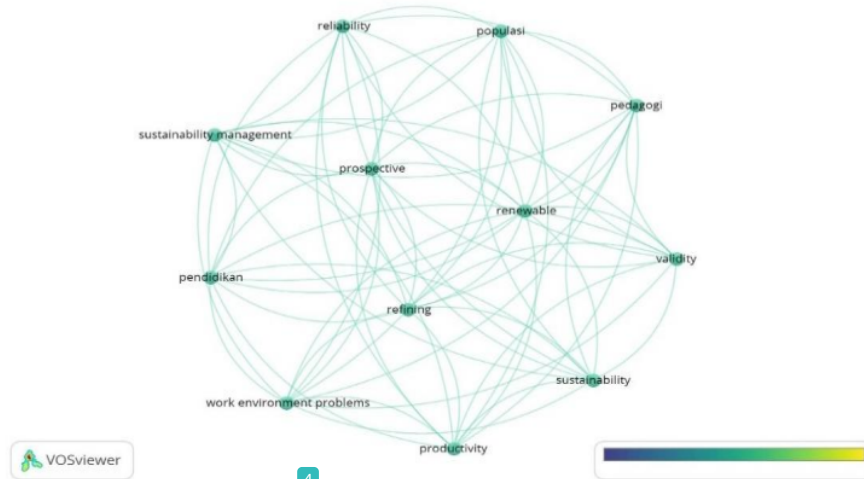 reliability
populasi
pedagogi
sustainability management
prospective
renewable
validity
pendidikan
refining
sustainability
work environment problems
productivity
VOSviewer
4